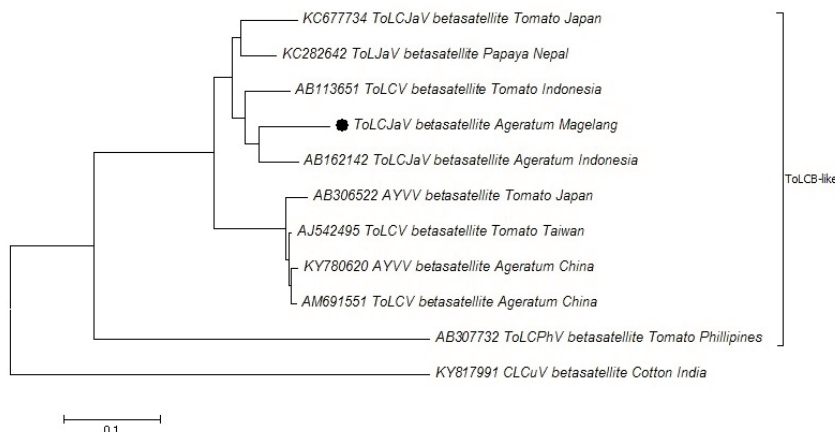 KC677734 ToLCJaV betasatellite Tomato Japan
KC282642 ToLJaV betasatellite Papaya Nepal
AB113651 ToLCV betasatellite Tomato Indonesia
ToLCJaV betasatellite Ageratum Magelang
AB162142 ToLCJaV betasatellite Ageratum Indonesia
AB306522 AYVV betasatellite Tomato Japan
ToLCB-like
AJ542495 ToLCV betasatellite Tomato Taiwan
KY780620 AYVV betasatellite Ageratum China
AM691551 ToLCV betasatellite Ageratum China
AB307732 ToLCPhV betasatellite Tomato Phillipines
KY817991 CLCuV betasatellite Cotton India
0.1